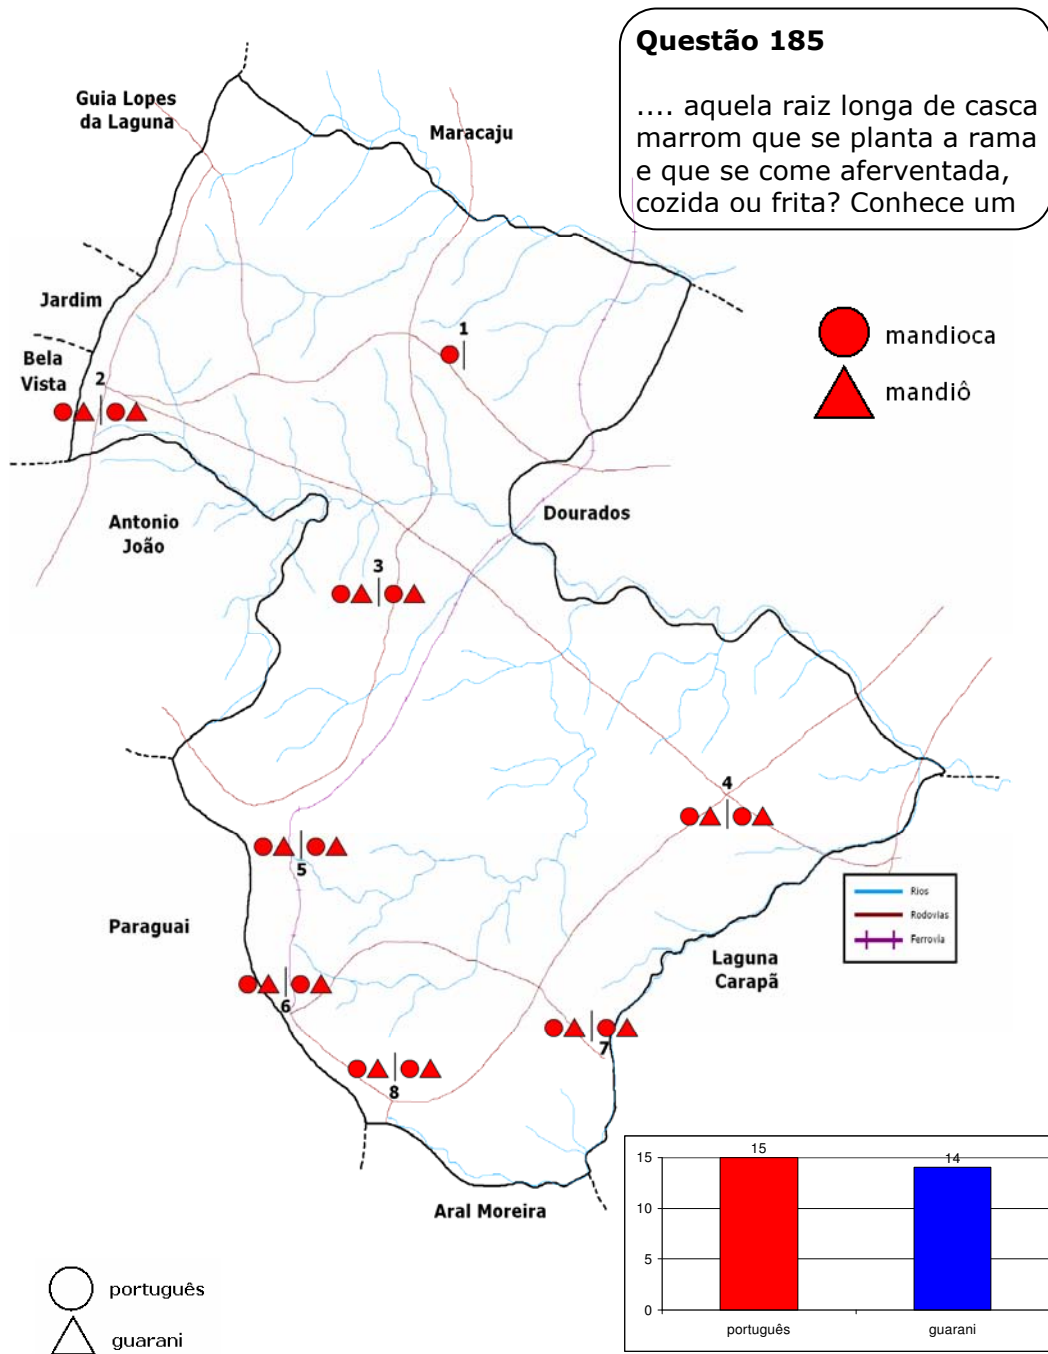 Questão 185
.... aquela raiz longa de casca
marrom que se planta a rama
e que se come aferventada,
cozida ou frita? Conhece um
Guia Lopes
da Laguna
Maracaju
Jardim
Bela
Vista
1
2
mandioca
mandiô
Antonio
João
Dourados
3
4
5
Paraguai
Rios
Rodovias
Ferrovia
Laguna
Carapã
6
7
8
Aral Moreira
15
10
5
0
15
14
português
guarani
português
guarani